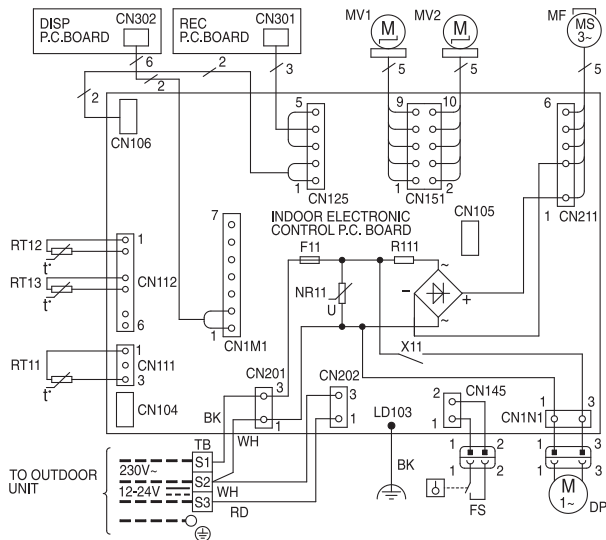 DISP CN302
P.C.BOARD
REC CN301
P.C.BOARD
MV1
M
MV2
M
MF
MS
3~
6
2
2
3
5
5
5
2
CN106
5
1
CN125
9
10
1
2
CN151
6
1
CN211
INDOOR ELECTRONIC
CONTROL P.C. BOARD
CN105
7
1
CN1M1
F11
R111
NR11
U
~
-
+
~
X11
RT12
t°
RT13
t°
1
CN112
6
RT11
t°
1
CN111
3
CN104
CN201
3
1
BK
WH
CN202
3
1
LD103
BK
2
CN145
1
1
2
1
2
FS
1
3
CN1N1
1
3
1
3
M
1~
DP
TB
TO OUTDOOR
UNIT
230V~
S1
12-24V
S2
WH
S3
RD